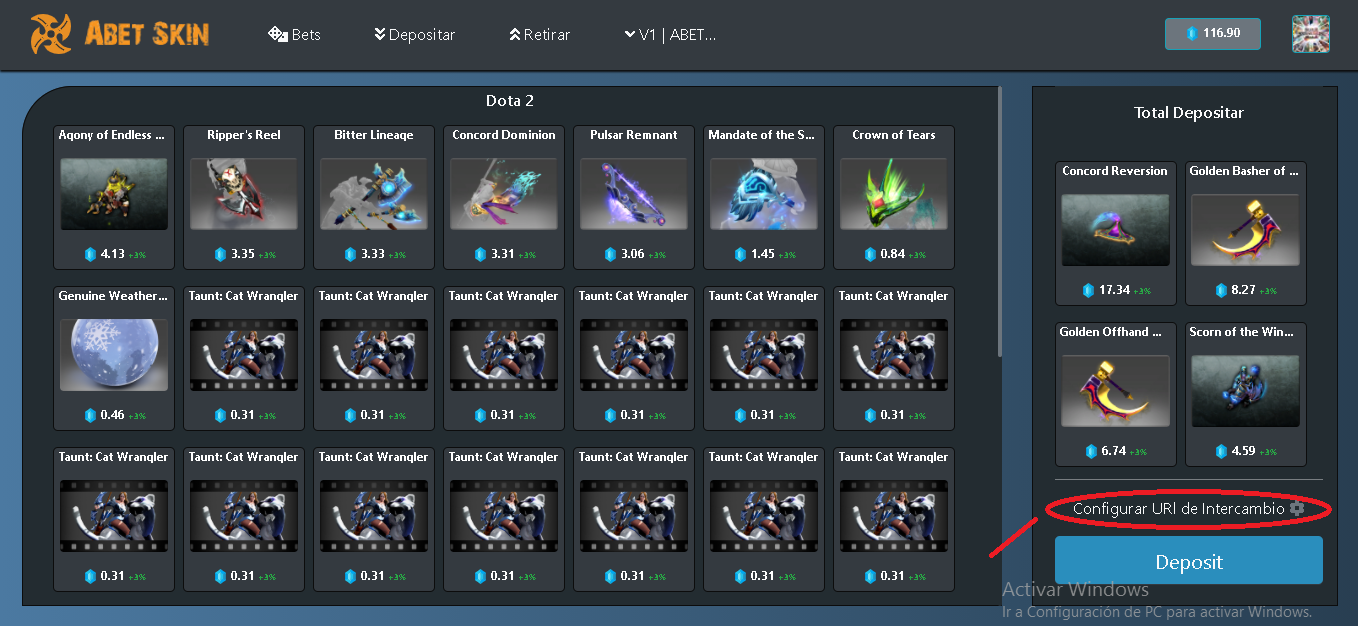 ABET SKIN
Bets
Depositar
Retirar
V1 | ABET...
116.90
Dota 2
Agony of Endless ...
Ripper's Reel
Bitter Lineage
Concord Dominion
Pulsar Remnant
Mandate of the S...
Crown of Tears
4.13 +3%
3.35 +3%
3.33 +3%
3.31 +3%
3.06 +3%
1.45 +3%
0.84 +3%
Genuine Weather...
Taunt: Cat Wrangler
Taunt: Cat Wrangler
Taunt: Cat Wrangler
Taunt: Cat Wrangler
Taunt: Cat Wrangler
Taunt: Cat Wrangler
0.46 +3%
0.31 +3%
0.31 +3%
0.31 +3%
0.31 +3%
0.31 +3%
0.31 +3%
Taunt: Cat Wrangler
Taunt: Cat Wrangler
Taunt: Cat Wrangler
Taunt: Cat Wrangler
Taunt: Cat Wrangler
Taunt: Cat Wrangler
Taunt: Cat Wrangler
0.31 +3%
0.31 +3%
0.31 +3%
0.31 +3%
0.31 +3%
0.31 +3%
0.31 +3%
Total Depositar
Concord Reversion
Golden Basher of ...
17.34 +3%
8.27 +3%
Golden Offhand ...
Scorn of the Win...
6.74 +3%
4.59 +3%
Configurar URI de Intercambio
Deposit
Activar Windows
Ir a Configuración de PC para activar Windows.